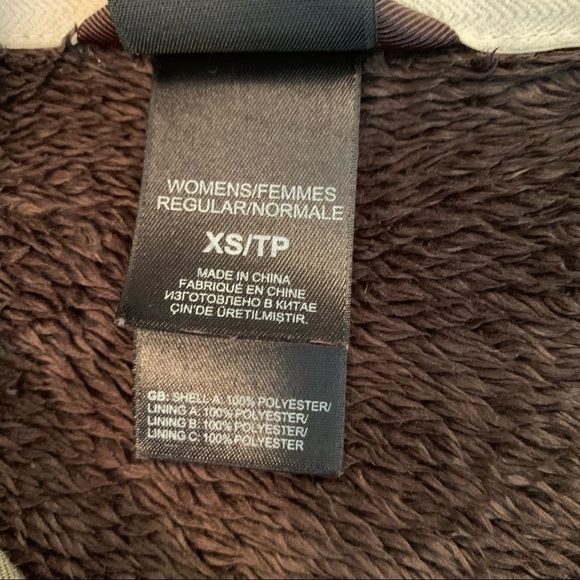 WOMENS/FEMMES
REGULAR/NORMALE
XS/TP
MADE IN CHINA
FABRIQUÉ EN CHINE
ИЗГОТОВЛЕНО В КИТАЕ
ÇIN'DE ÜRETILMIŞTIR.
GB: SHELL A: 100% POLYESTER/
LINING A: 100% POLYESTER/
LINING B: 100% POLYESTER/
LINING C: 100% POLYESTER